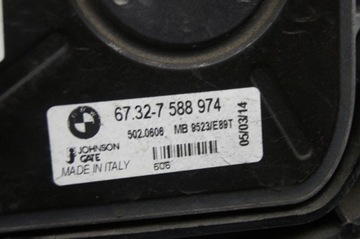 67.32-7 588 974
502.0606 MB 9523/E89T
JOHNSON
GATE
MADE IN ITALY
606
05/03/14